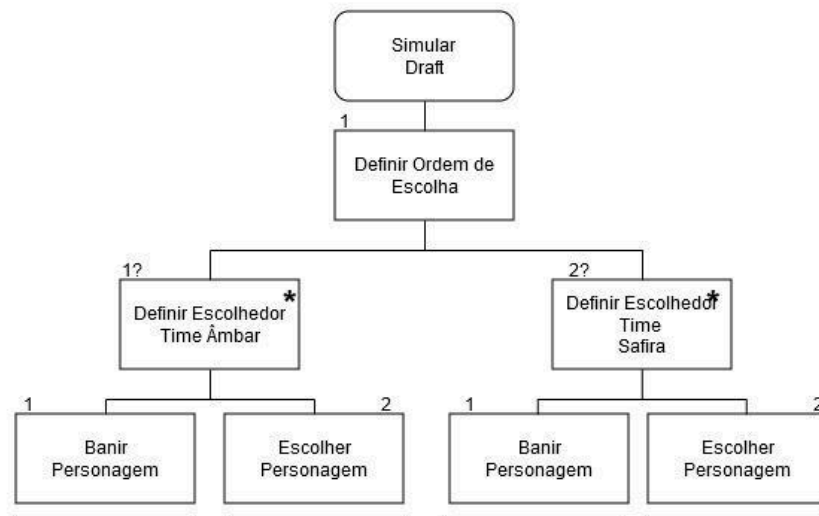 Simular
Draft
1
Definir Ordem de
Escolha
1?
Definir Escolhedor *
Time Âmbar
2?
Definir Escolhedor *
Time
Safira
1
Banir
Personagem
2
Escolher
Personagem
1
Banir
Personagem
2
Escolher
Personagem